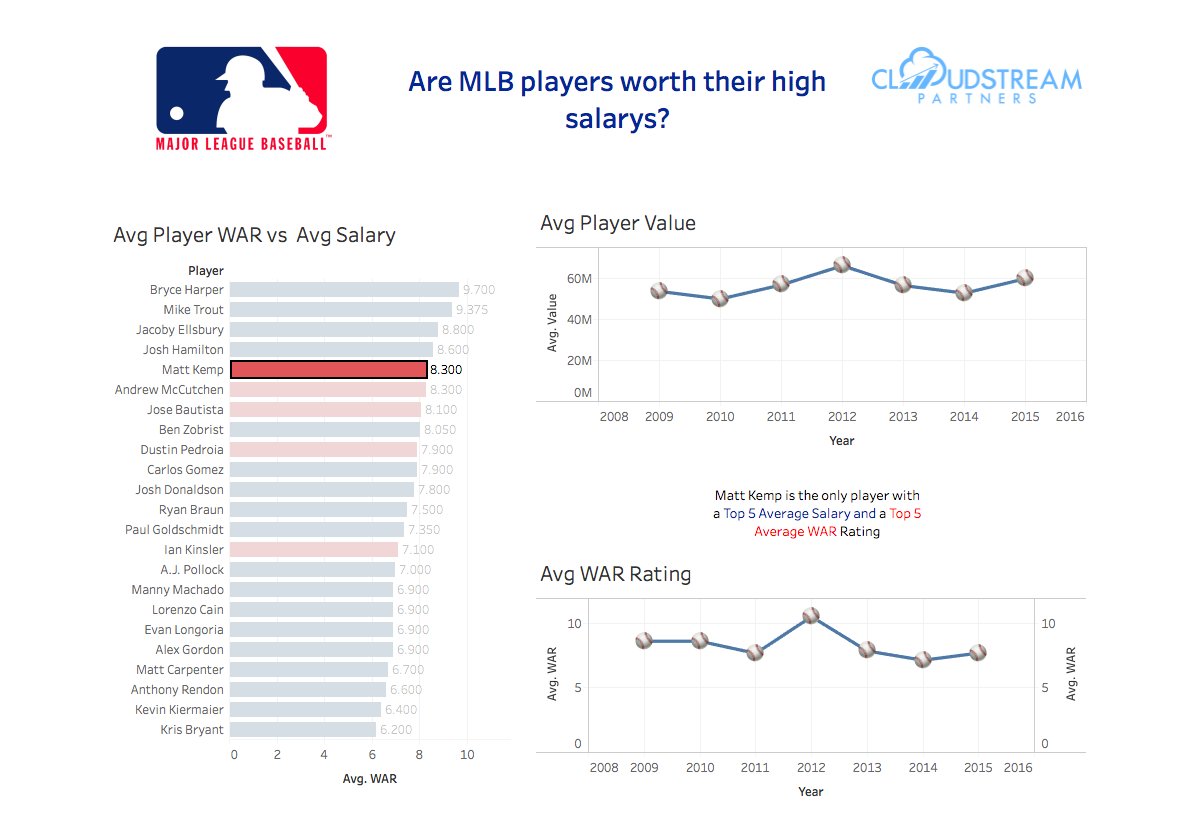 MAJOR LEAGUE BASEBALL™
Are MLB players worth their high
salarys?
CLOUDSTREAM
PARTNERS
Avg Player WAR vs Avg Salary
Player
Bryce Harper 9.700
Mike Trout 9.375
Jacoby Ellsbury 8.800
Josh Hamilton 8.600
Matt Kemp 8.300
Andrew McCutchen 8.300
Jose Bautista 8.100
Ben Zobrist 8.050
Dustin Pedroia 7.900
Carlos Gomez 7.900
Josh Donaldson 7.800
Ryan Braun 7.500
Paul Goldschmidt 7.350
Ian Kinsler 7.100
A.J. Pollock 7.000
Manny Machado 6.900
Lorenzo Cain 6.900
Evan Longoria 6.900
Alex Gordon 6.900
Matt Carpenter 6.700
Anthony Rendon 6.600
Kevin Kiermaier 6.400
Kris Bryant 6.200
0 2 4 6 8 10
Avg. WAR
Avg Player Value
Avg. Value
60M
40M
20M
0M
2008 2009 2010 2011 2012 2013 2014 2015 2016
Year
Matt Kemp is the only player with
a Top 5 Average Salary and a Top 5
Average WAR Rating
Avg WAR Rating
Avg. WAR
10 10
5 5
0 0
Avg. WAR
2008 2009 2010 2011 2012 2013 2014 2015 2016
Year